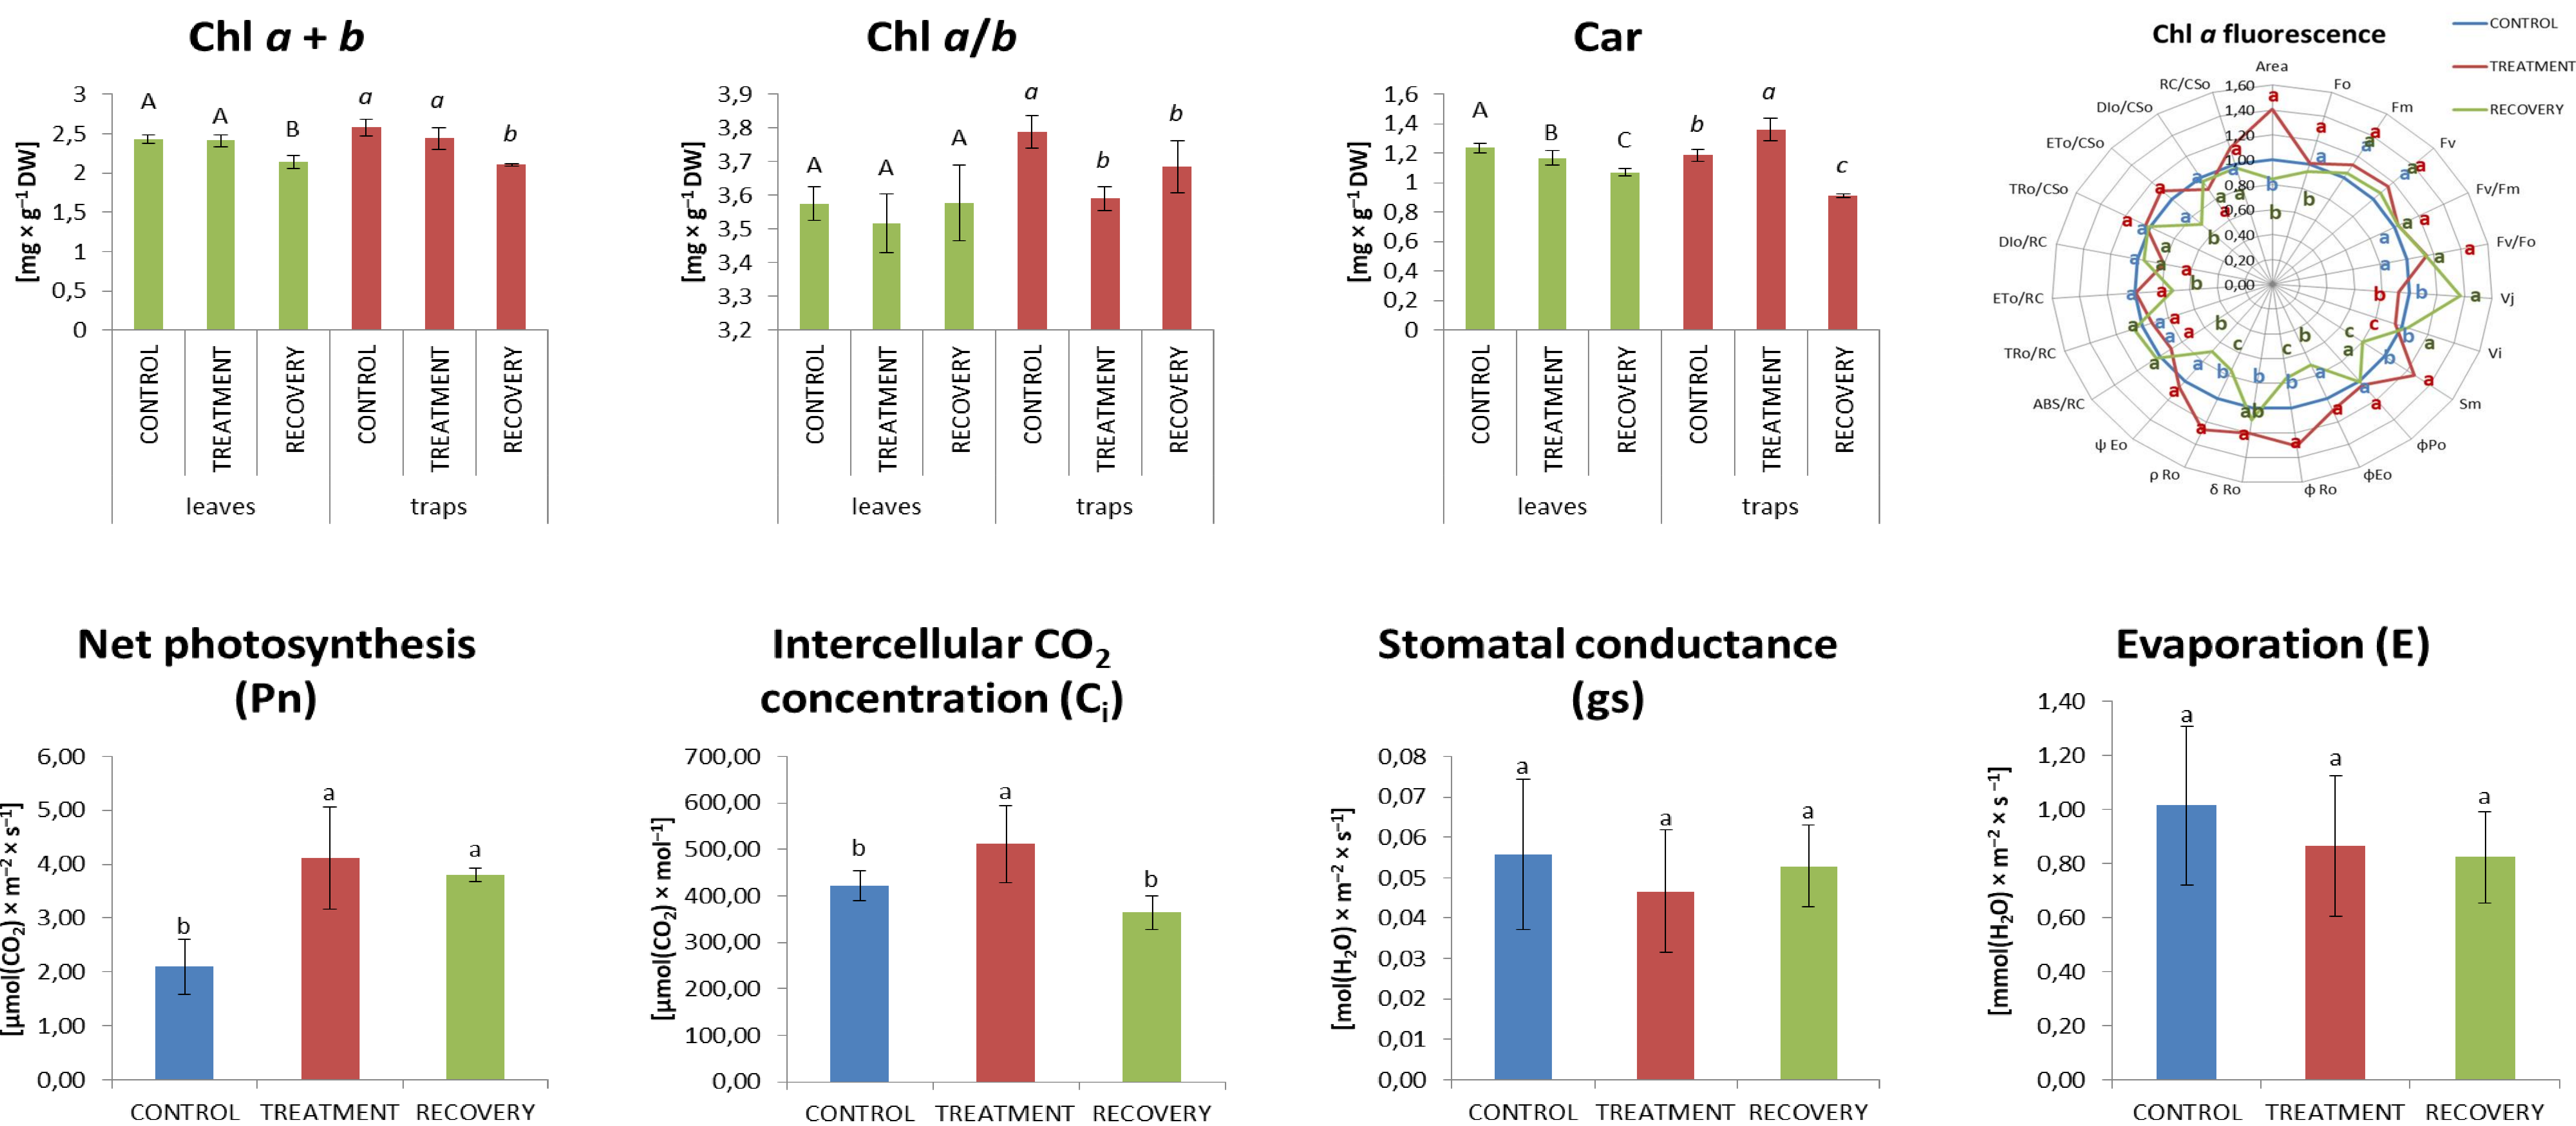 Chl a + b
3
2,5
2
1,5
1
0,5
0
[mg × g⁻¹ DW]
A
A
B
a
a
b
CONTROL
TREATMENT
RECOVERY
CONTROL
TREATMENT
RECOVERY
leaves
traps
Chl a/b
3,9
3,8
3,7
3,6
3,5
3,4
3,3
3,2
[mg × g⁻¹ DW]
A
A
A
a
b
b
CONTROL
TREATMENT
RECOVERY
CONTROL
TREATMENT
RECOVERY
leaves
traps
Car
1,6
1,4
1,2
1
0,8
0,6
0,4
0,2
0
[mg × g⁻¹ DW]
A
B
C
b
a
c
CONTROL
TREATMENT
RECOVERY
CONTROL
TREATMENT
RECOVERY
leaves
traps
Chl a fluorescence
CONTROL
TREATMENT
RECOVERY
Area
Fo
Fm
Fv
Fv/Fm
Fv/Fo
Vj
Vi
Sm
ϕPo
ϕEo
ϕ Ro
δ Ro
ρ Ro
ψ Eo
ABS/RC
TRo/RC
ETo/RC
DIo/RC
TRo/CSo
ETo/CSo
DIo/CSo
RC/CSo
1,60
1,40
1,20
1,00
0,80
0,60
0,40
0,20
0,00
Net photosynthesis
(Pn)
6,00
5,00
4,00
3,00
2,00
1,00
0,00
[µmol(CO₂) × m⁻² × s⁻¹]
b
a
a
CONTROL
TREATMENT
RECOVERY
Intercellular CO₂
concentration (Cᵢ)
700,00
600,00
500,00
400,00
300,00
200,00
100,00
0,00
[µmol(CO₂) × mol⁻¹]
b
a
b
CONTROL
TREATMENT
RECOVERY
Stomatal conductance
(gs)
0,08
0,07
0,06
0,05
0,04
0,03
0,02
0,01
0,00
[mol(H₂O) × m⁻² × s⁻¹]
a
a
a
CONTROL
TREATMENT
RECOVERY
Evaporation (E)
1,40
1,20
1,00
0,80
0,60
0,40
0,20
0,00
[mmol(H₂O) × m⁻² × s⁻¹]
a
a
a
CONTROL
TREATMENT
RECOVERY